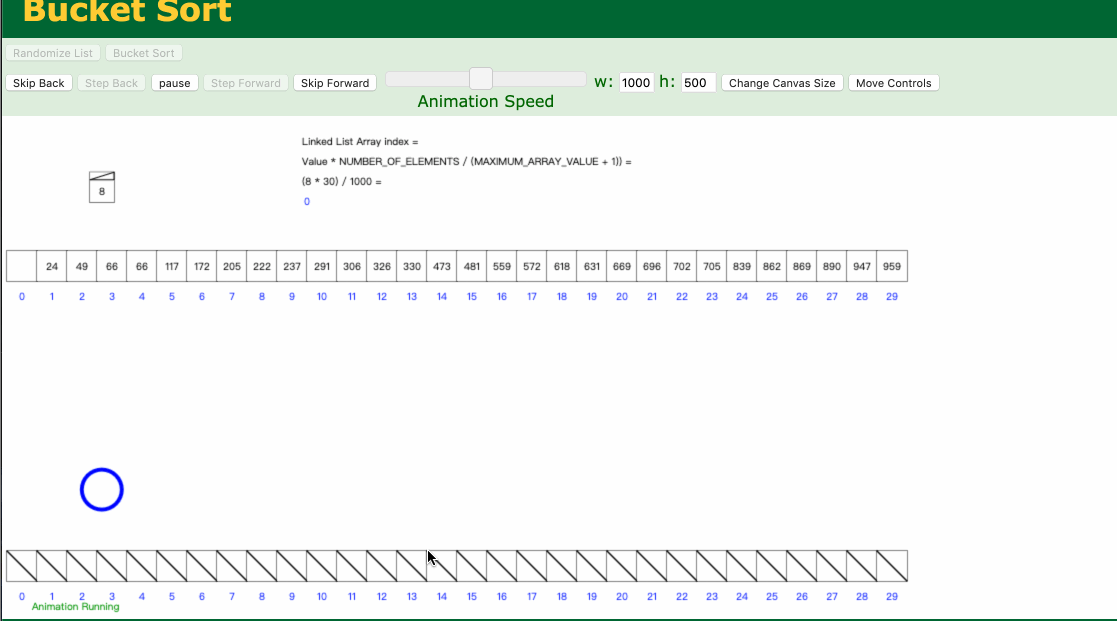 Bucket Sort
Randomize List Bucket Sort
Skip Back Step Back pause Step Forward Skip Forward w: 1000 h: 500 Change Canvas Size Move Controls
Animation Speed
Linked List Array index =
Value * NUMBER_OF_ELEMENTS / (MAXIMUM_ARRAY_VALUE + 1)) =
(8 * 30) / 1000 =
8
0
24 49 66 66 117 172 205 222 237 291 306 326 330 473 481 559 572 618 631 669 696 702 705 839 862 869 890 947 959
0 1 2 3 4 5 6 7 8 9 10 11 12 13 14 15 16 17 18 19 20 21 22 23 24 25 26 27 28 29
0 1 2 3 4 5 6 7 8 9 10 11 12 13 14 15 16 17 18 19 20 21 22 23 24 25 26 27 28 29
Animation Running